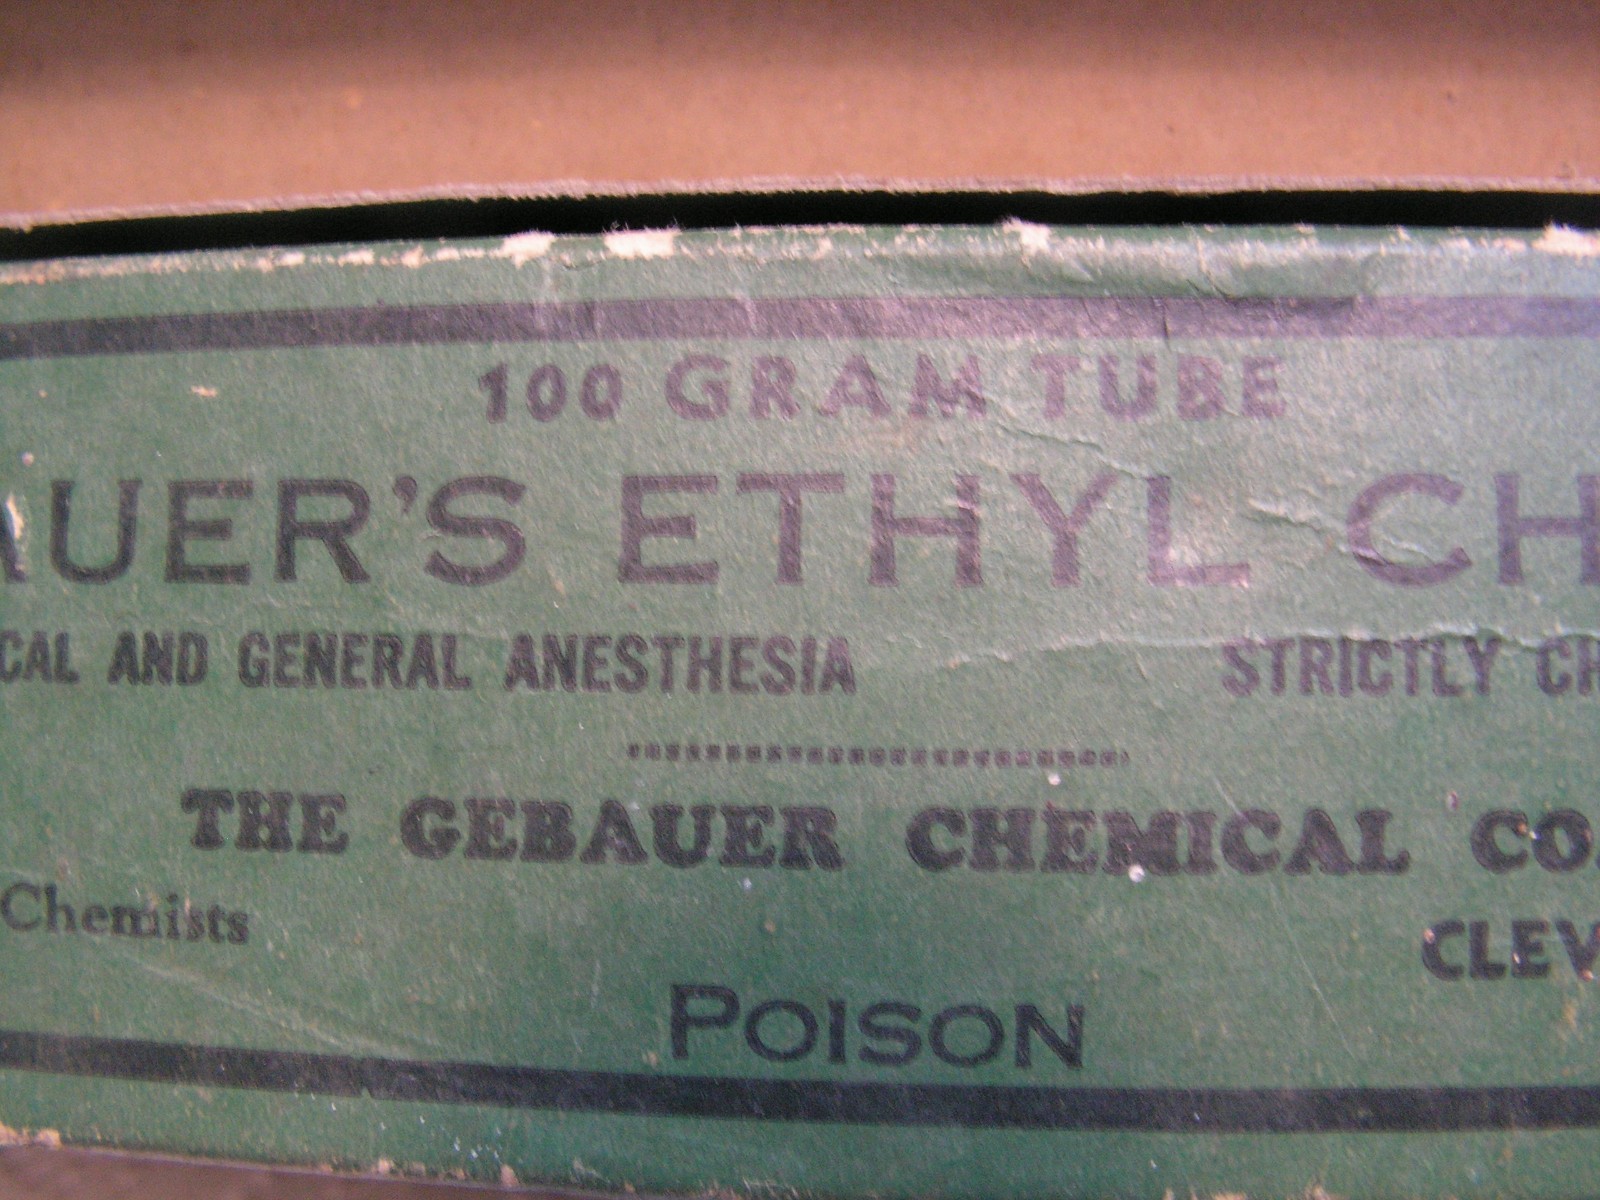 100 GRAM TUBE
AUER'S ETHYL CH
CAL AND GENERAL ANESTHESIA STRICTLY CH
THE GEBAUER CHEMICAL CO.
Chemists CLEV
POISON